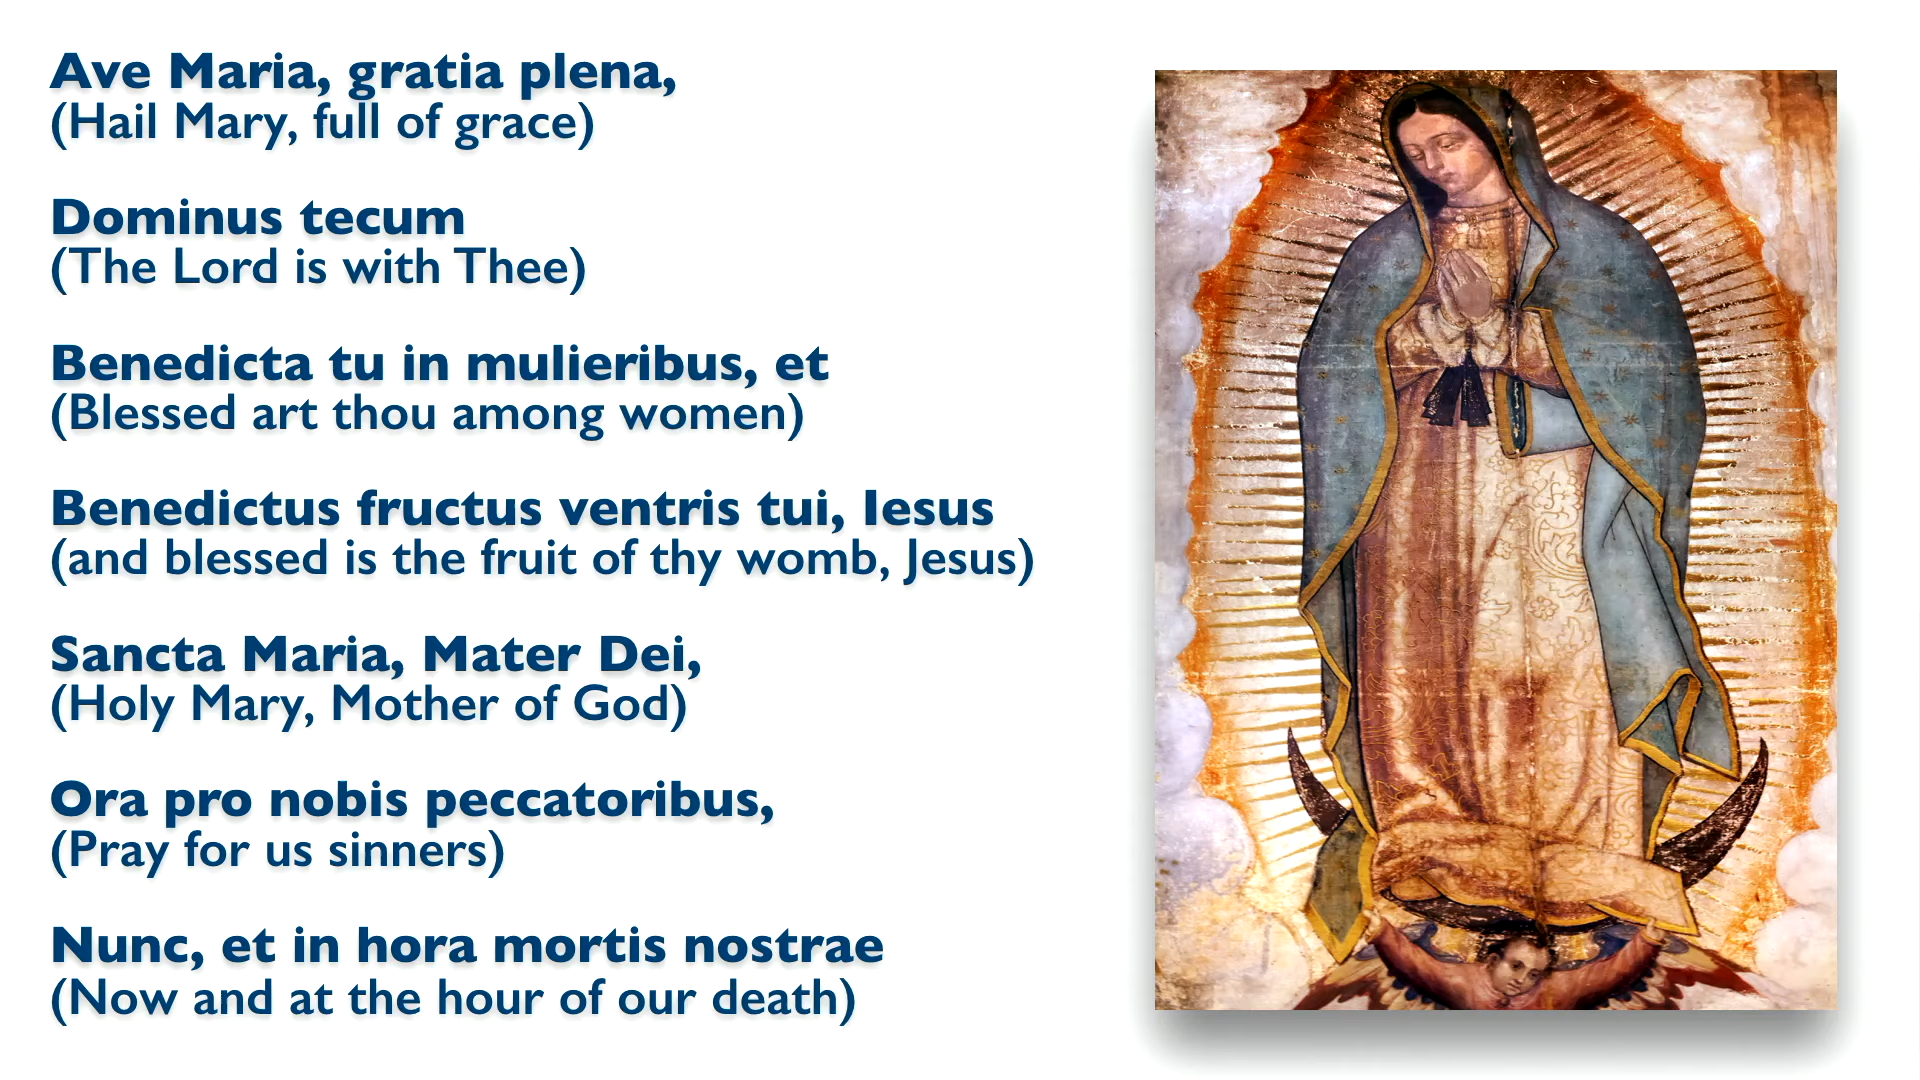 Ave Maria, gratia plena,
(Hail Mary, full of grace)
Dominus tecum
(The Lord is with Thee)
Benedicta tu in mulieribus, et
(Blessed art thou among women)
Benedictus fructus ventris tui, Iesus
(and blessed is the fruit of thy womb, Jesus)
Sancta Maria, Mater Dei,
(Holy Mary, Mother of God)
Ora pro nobis peccatoribus,
(Pray for us sinners)
Nunc, et in hora mortis nostrae
(Now and at the hour of our death)